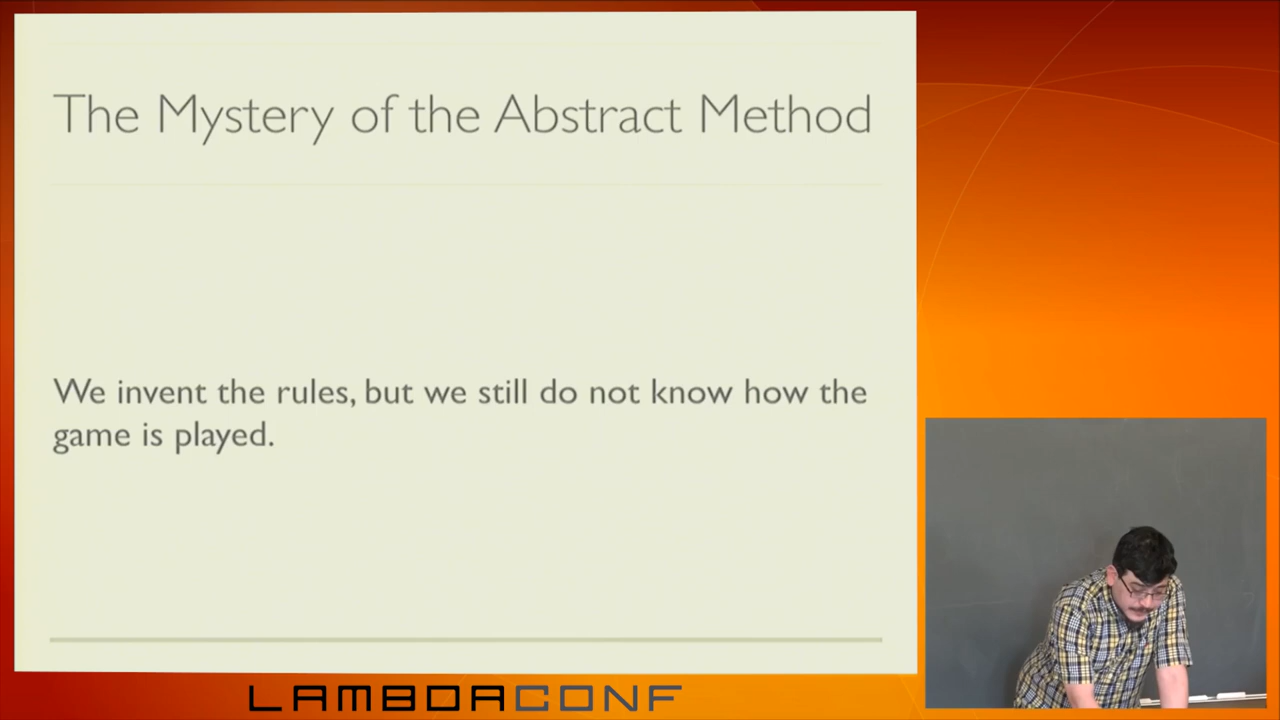 The Mystery of the Abstract Method
We invent the rules, but we still do not know how the
game is played.
LAMBDACONF